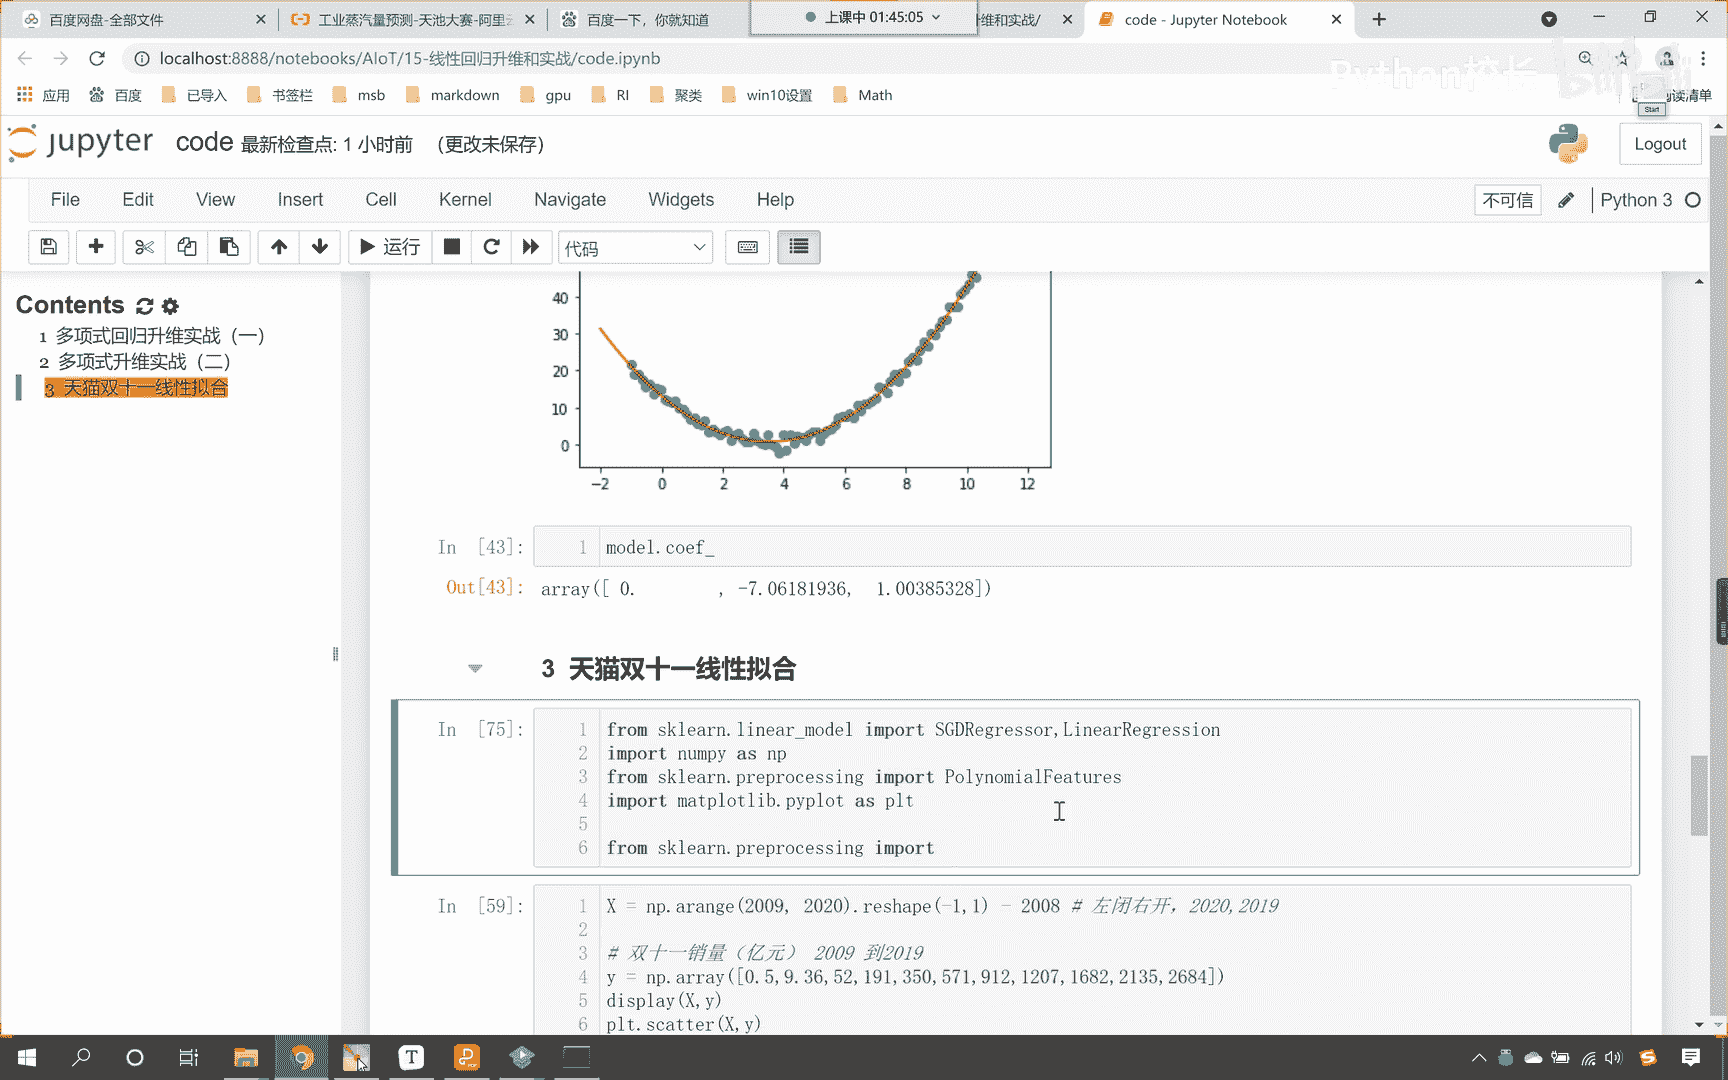 百度网盘-全部文件
工业蒸汽量预测-天池大赛-阿里云
百度一下，你就知道
上课中 01:45:05
维和实战/
code - Jupyter Notebook
localhost:8888/notebooks/AIoT/15-线性回归升维和实战/code.ipynb
Python校长
应用 百度 已导入 书签栏 msb markdown gpu RI 聚类 win10设置 Math
阅读清单
Start
jupyter code 最新检查点: 1 小时前 (更改未保存)
Logout
File Edit View Insert Cell Kernel Navigate Widgets Help
不可信 Python 3
运行 代码
Contents
1 多项式回归升维实战（一）
2 多项式升维实战（二）
3 天猫双十一线性拟合
40
30
20
10
0
−2 0 2 4 6 8 10 12
In [43]: 1 model.coef_
Out[43]: array([ 0. , -7.06181936, 1.00385328])
3 天猫双十一线性拟合
In [75]: 1 from sklearn.linear_model import SGDRegressor,LinearRegression
2 import numpy as np
3 from sklearn.preprocessing import PolynomialFeatures
4 import matplotlib.pyplot as plt
5
6 from sklearn.preprocessing import
In [59]: 1 X = np.arange(2009, 2020).reshape(-1,1) - 2008 # 左闭右开，2020,2019
2
3 # 双十一销量（亿元） 2009 到2019
4 y = np.array([0.5,9.36,52,191,350,571,912,1207,1682,2135,2684])
5 display(X,y)
6 plt.scatter(X,y)